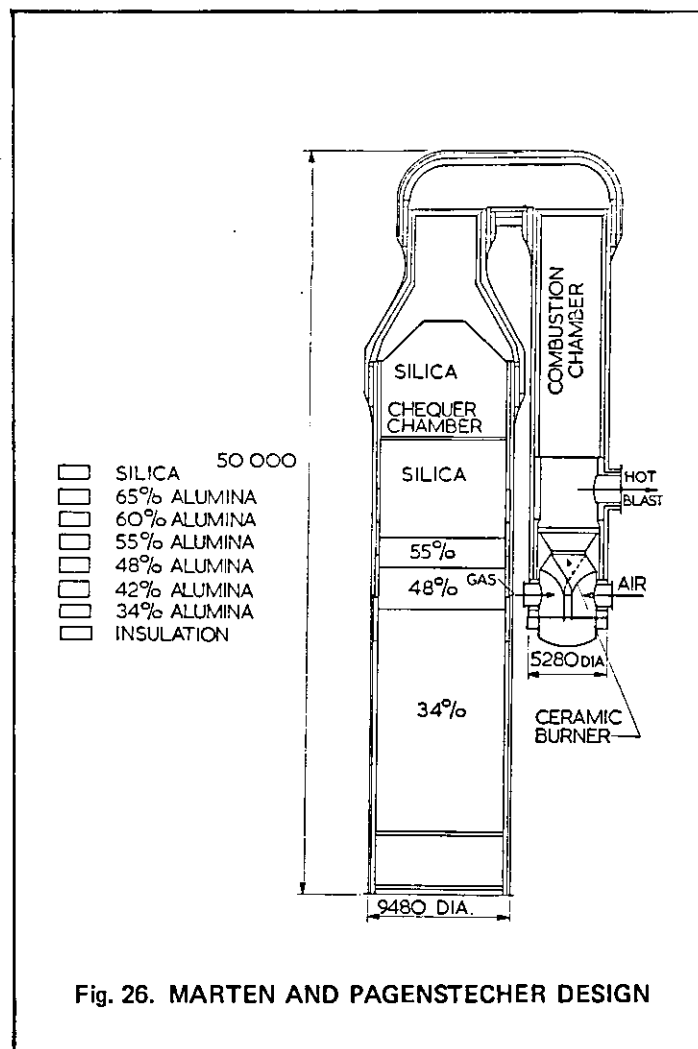 COMBUSTION
CHAMBER
SILICA
CHEQUER
CHAMBER
50 000
SILICA
HOT
BLAST
SILICA
65% ALUMINA
60% ALUMINA
55% ALUMINA
48% ALUMINA
42% ALUMINA
34% ALUMINA
INSULATION
55%
48%
GAS
AIR
5280 DIA
34%
CERAMIC
BURNER
9480 DIA.
Fig. 26. MARTEN AND PAGENSTECHER DESIGN